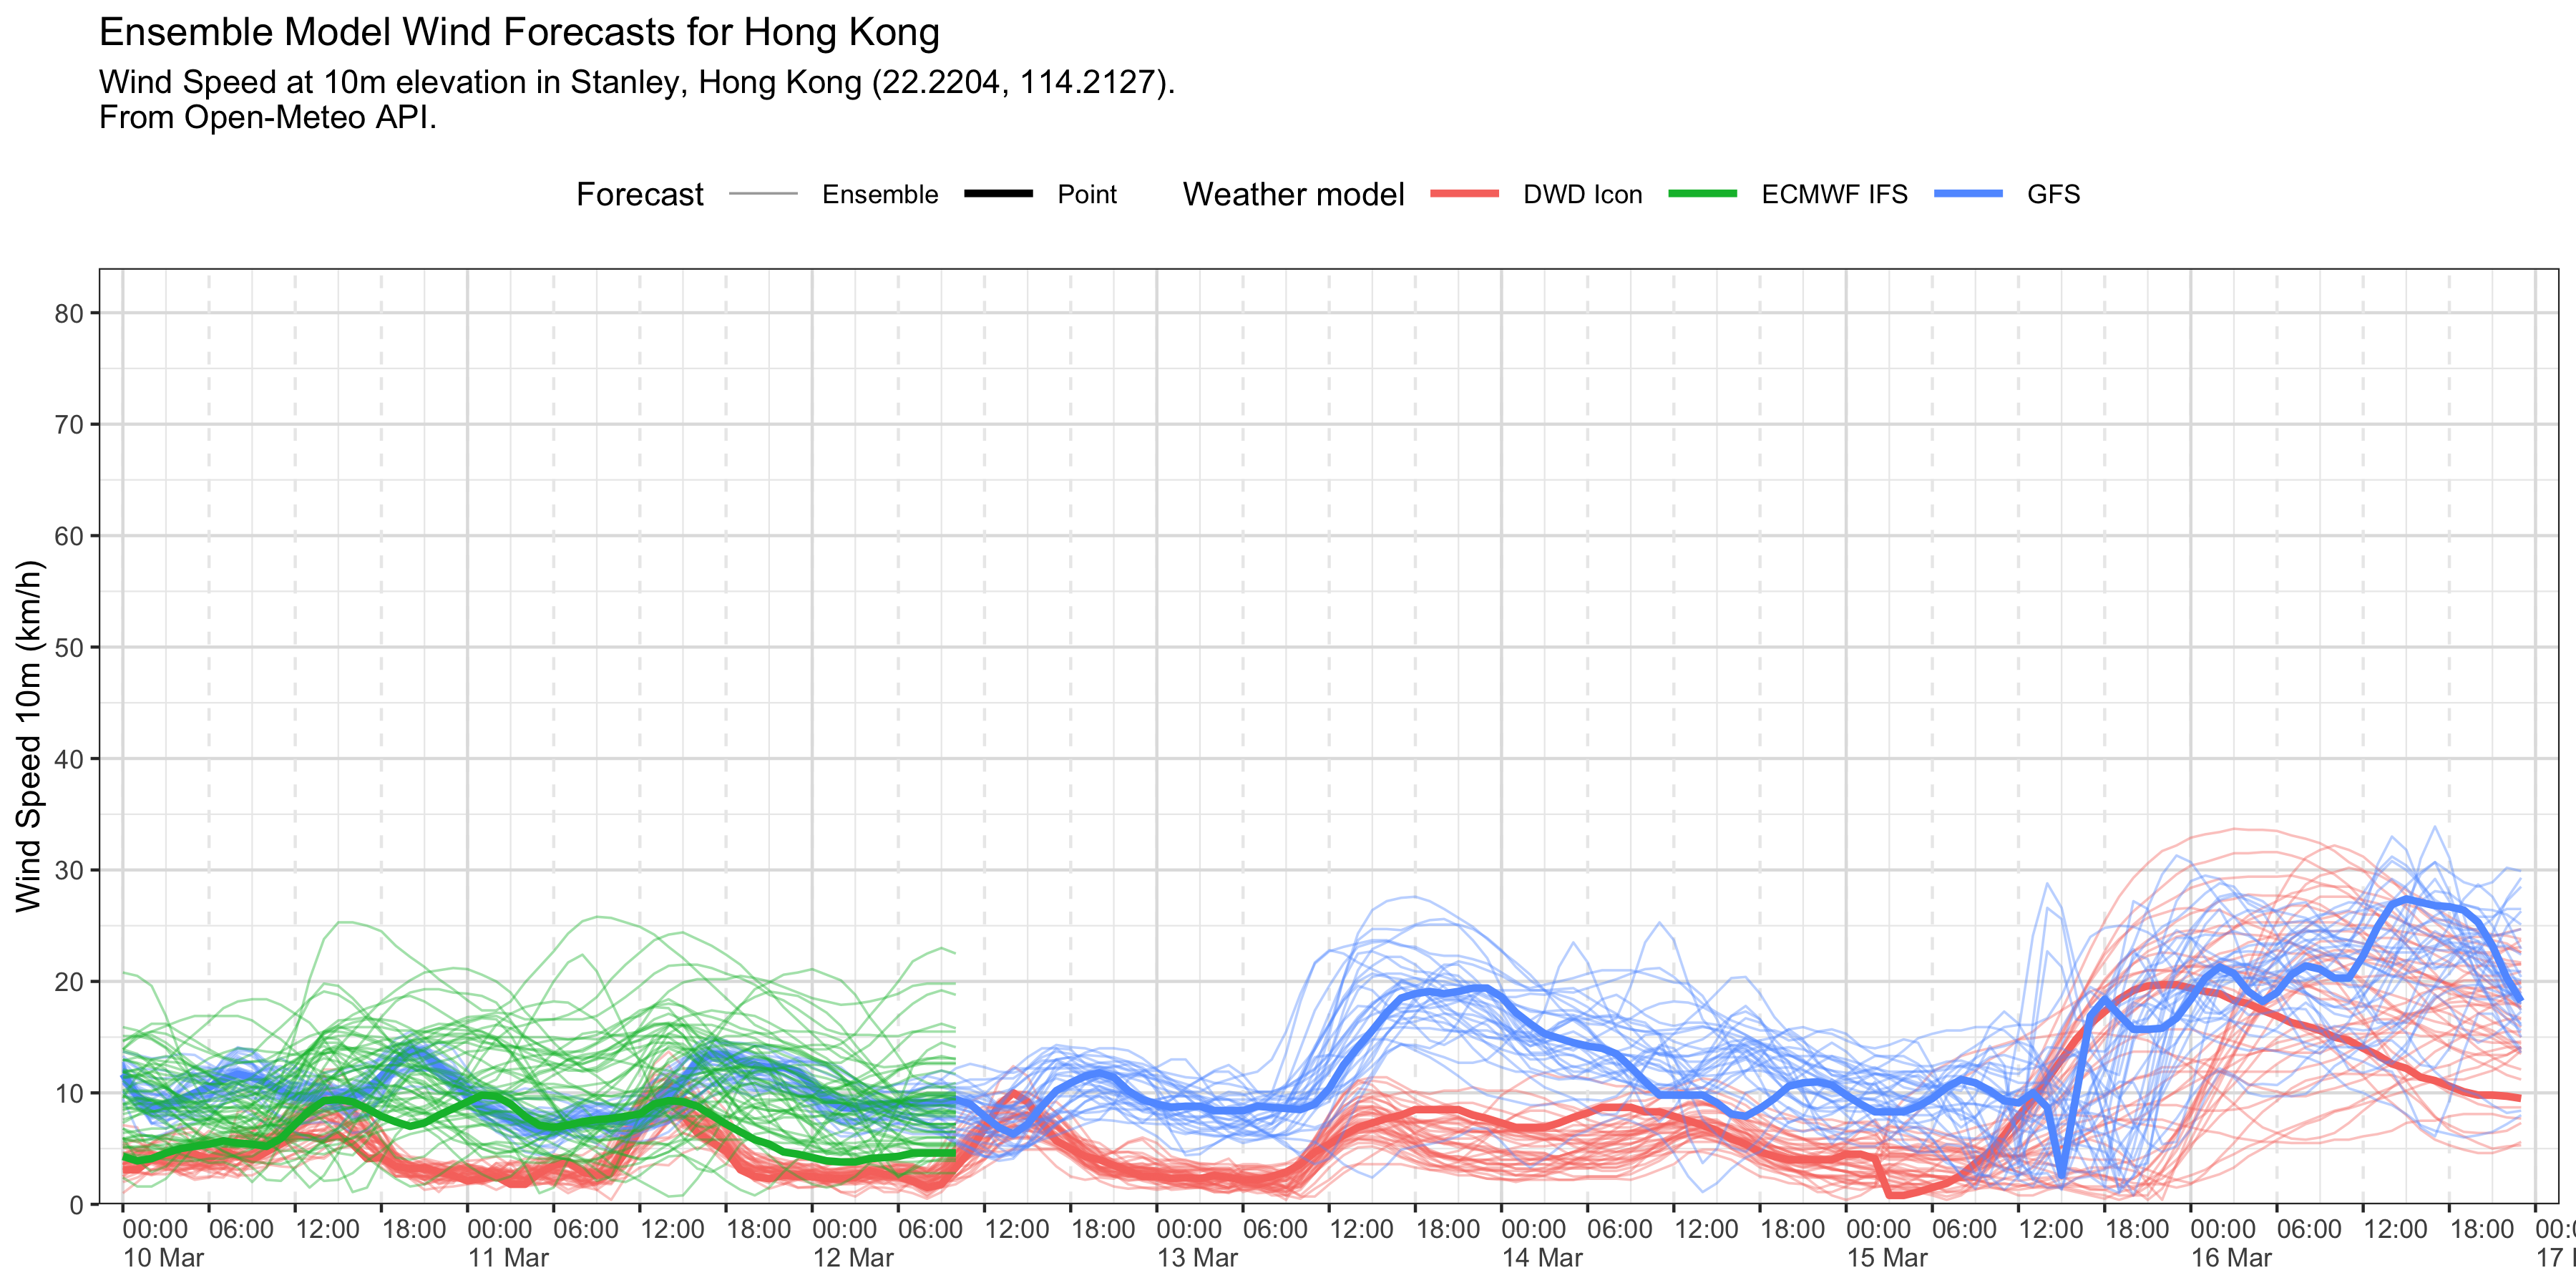 Ensemble Model Wind Forecasts for Hong Kong
Wind Speed at 10m elevation in Stanley, Hong Kong (22.2204, 114.2127).
From Open-Meteo API.
Forecast Ensemble Point Weather model DWD Icon ECMWF IFS GFS
Wind Speed 10m (km/h)
80
70
60
50
40
30
20
10
0
00:00 06:00 12:00 18:00 00:00 06:00 12:00 18:00 00:00 06:00 12:00 18:00 00:00 06:00 12:00 18:00 00:00 06:00 12:00 18:00 00:00 06:00 12:00 18:00 00:00 06:00 12:00 18:00
10 Mar 11 Mar 12 Mar 13 Mar 14 Mar 15 Mar 16 Mar 17